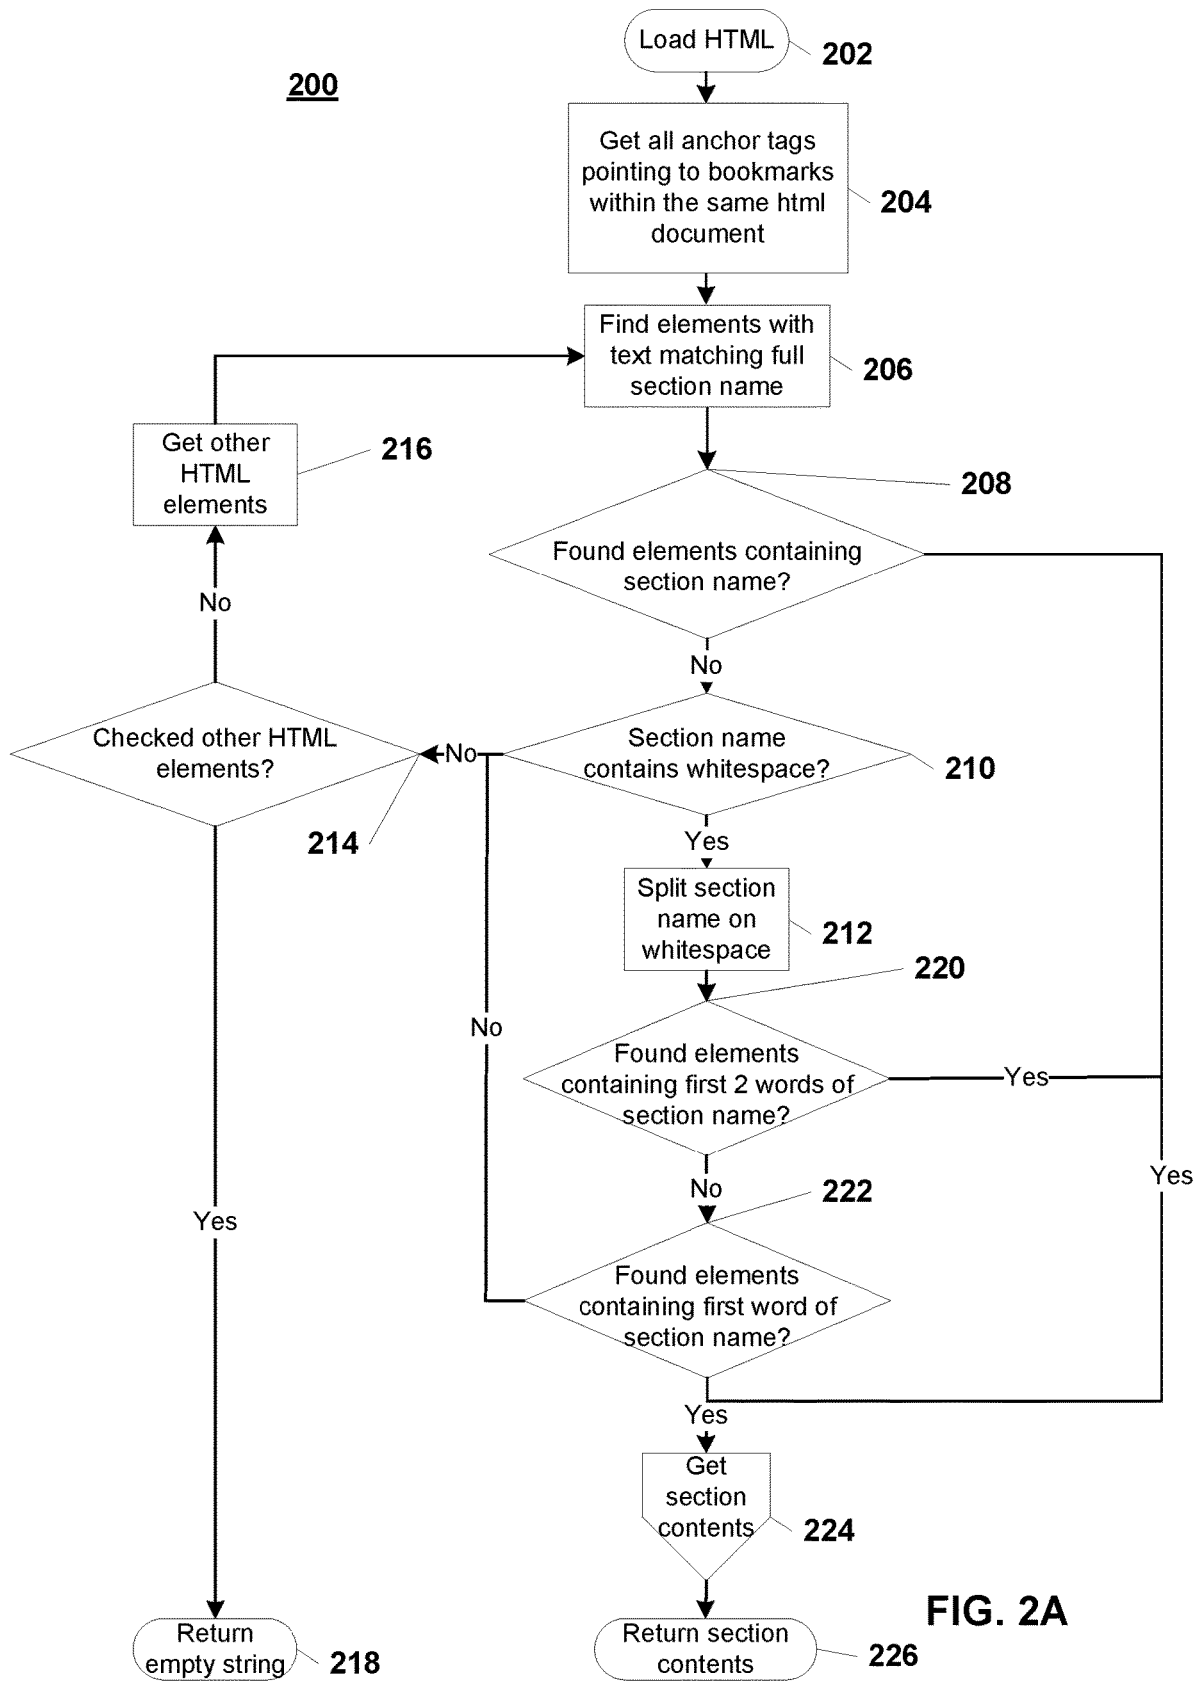 Load HTML
202
200
Get all anchor tags
pointing to bookmarks
within the same html
document
204
Find elements with
text matching full
section name
206
Get other
HTML
elements
216
208
Found elements containing
section name?
No
No
Checked other HTML
elements?
214
No
Section name
contains whitespace?
210
Yes
Split section
name on
whitespace
212
220
Found elements
containing first 2 words of
section name?
Yes
No
No
222
Yes
Found elements
containing first word of
section name?
Yes
Yes
Get
section
contents
224
FIG. 2A
Return
empty string
218
Return section
contents
226